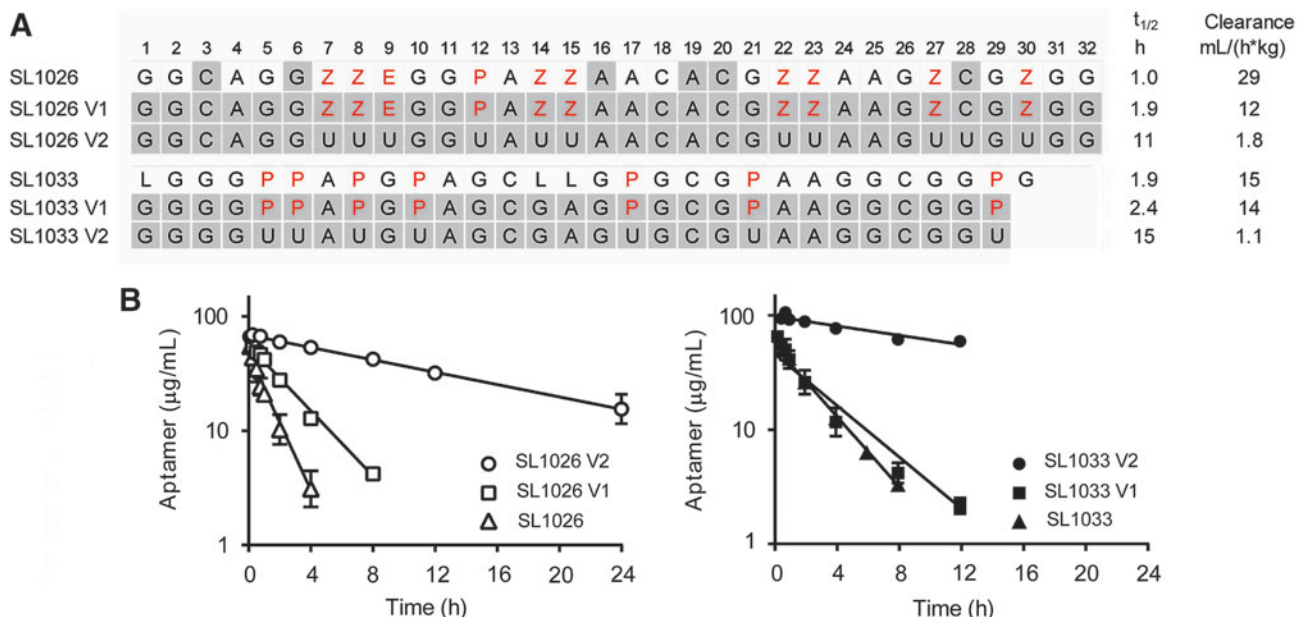 A
t1/2 Clearance
h mL/(h*kg)
1 2 3 4 5 6 7 8 9 10 11 12 13 14 15 16 17 18 19 20 21 22 23 24 25 26 27 28 29 30 31 32
SL1026 G G C A G G Z Z E G G P A Z Z A A C A C G Z Z A A G Z C G Z G G 1.0 29
SL1026 V1 G G C A G G Z Z E G G P A Z Z A A C A C G Z Z A A G Z C G Z G G 1.9 12
SL1026 V2 G G C A G G U U U G G U A U U A A C A C G U U A A G U U G U G G 11 1.8
SL1033 L G G G P P A P G P A G C L L G P G C G P A A G G C G G P G 1.9 15
SL1033 V1 G G G G P P A P G P A G C G A G P G C G P A A G G C G G P 2.4 14
SL1033 V2 G G G G U U A U G U A G C G A G U G C G U A A G G C G G U 15 1.1
B
Aptamer (µg/mL)
100
10
1
0 4 8 12 16 20 24
Time (h)
SL1026 V2
SL1026 V1
SL1026
Aptamer (µg/mL)
100
10
1
0 4 8 12 16 20 24
Time (h)
SL1033 V2
SL1033 V1
SL1033